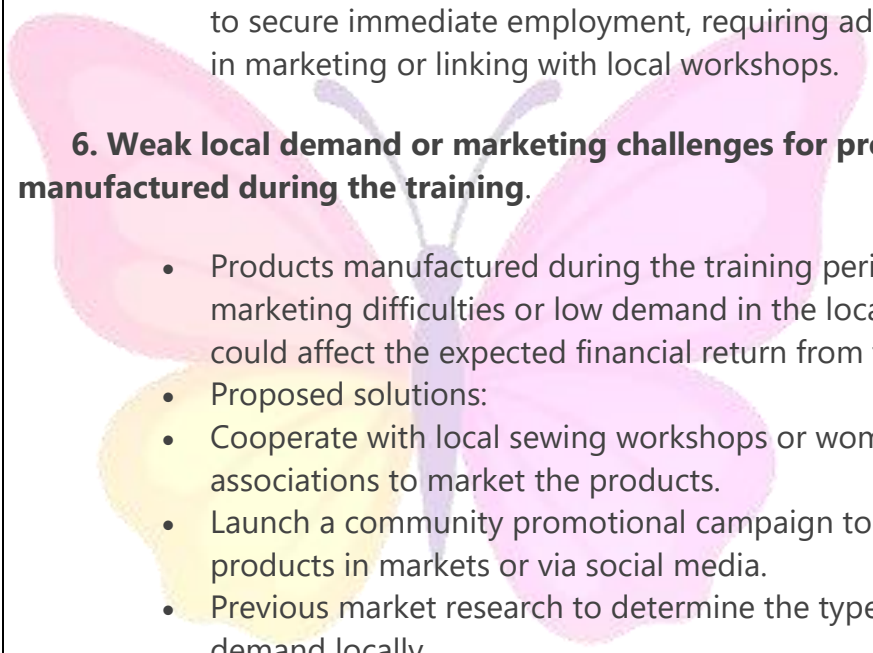 to secure immediate employment, requiring ad
in marketing or linking with local workshops.
6. Weak local demand or marketing challenges for pro
manufactured during the training.
• Products manufactured during the training peri
marketing difficulties or low demand in the loca
could affect the expected financial return from
• Proposed solutions:
• Cooperate with local sewing workshops or wom
associations to market the products.
• Launch a community promotional campaign to
products in markets or via social media.
• Previous market research to determine the type
demand locally